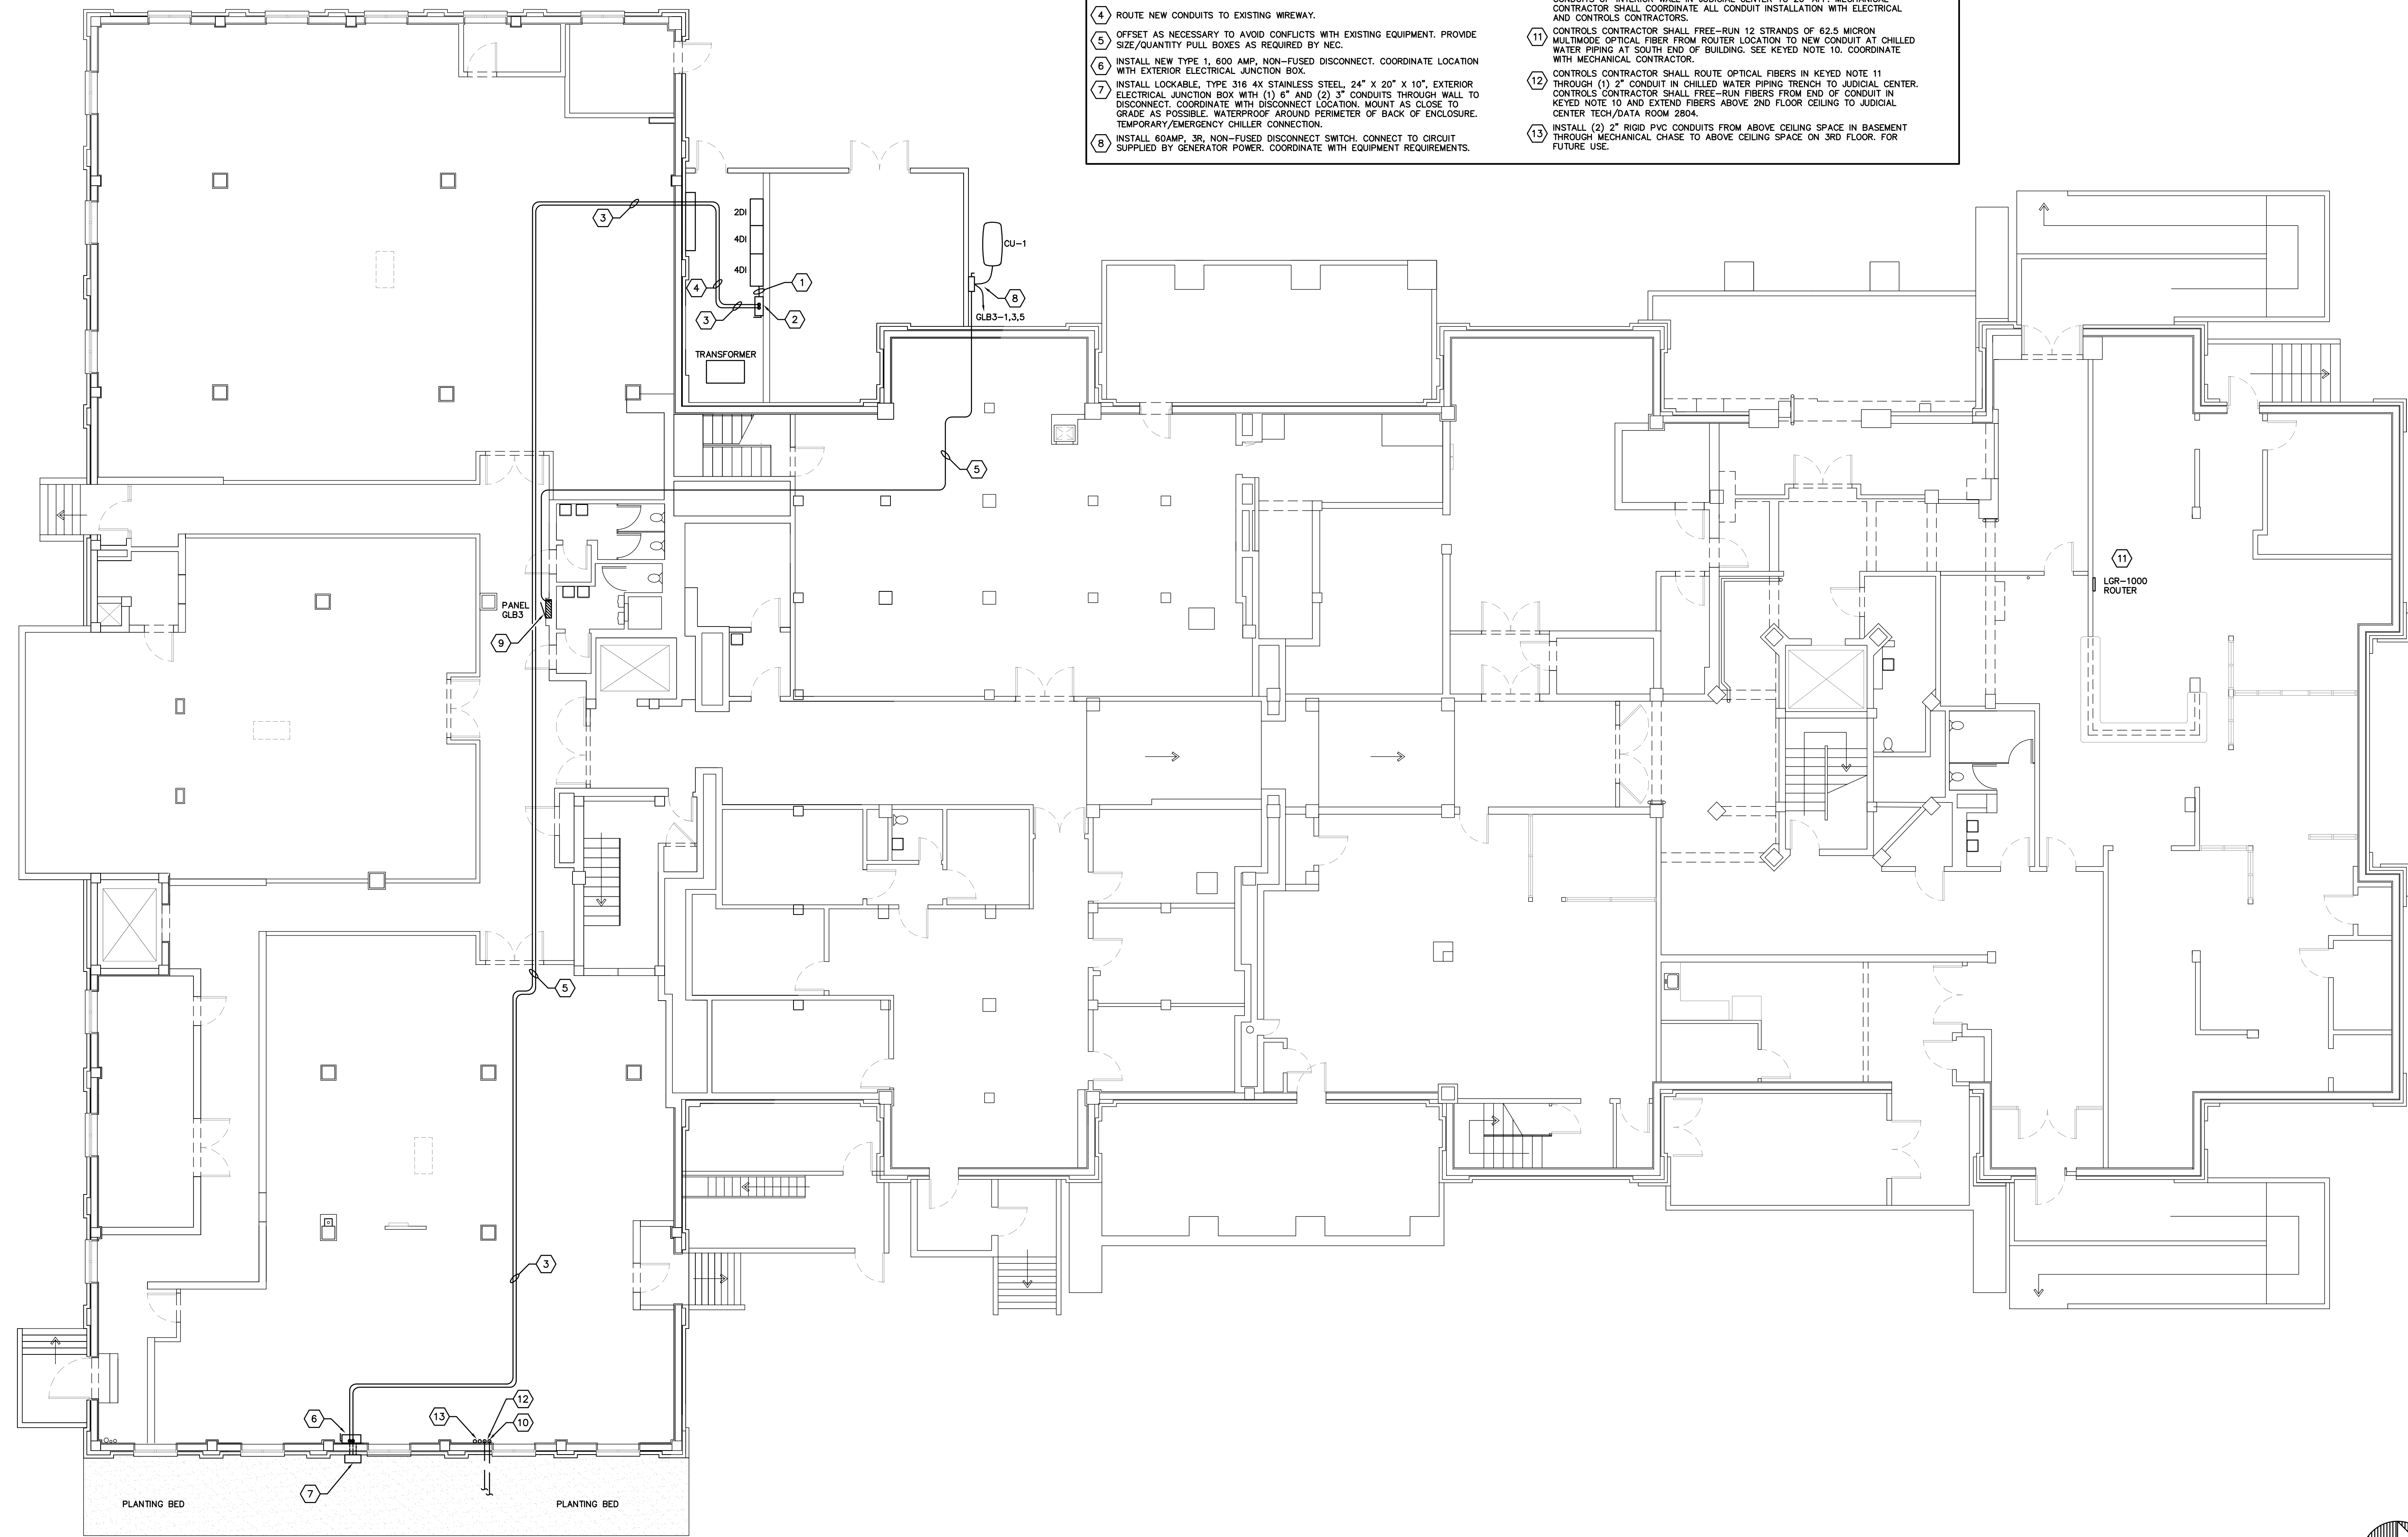 4 ROUTE NEW CONDUITS TO EXISTING WIREWAY.
5 OFFSET AS NECESSARY TO AVOID CONFLICTS WITH EXISTING EQUIPMENT. PROVIDE
SIZE/QUANTITY PULL BOXES AS REQUIRED BY NEC.
6 INSTALL NEW TYPE 1, 600 AMP, NON-FUSED DISCONNECT. COORDINATE LOCATION
WITH EXTERIOR ELECTRICAL JUNCTION BOX.
7 INSTALL LOCKABLE, TYPE 316 4X STAINLESS STEEL, 24" X 20" X 10", EXTERIOR
ELECTRICAL JUNCTION BOX WITH (1) 6" AND (2) 3" CONDUITS THROUGH WALL TO
DISCONNECT. COORDINATE WITH DISCONNECT LOCATION. MOUNT AS CLOSE TO
GRADE AS POSSIBLE. WATERPROOF AROUND PERIMETER OF BACK OF ENCLOSURE.
TEMPORARY/EMERGENCY CHILLER CONNECTION.
8 INSTALL 60AMP, 3R, NON-FUSED DISCONNECT SWITCH. CONNECT TO CIRCUIT
SUPPLIED BY GENERATOR POWER. COORDINATE WITH EQUIPMENT REQUIREMENTS.
CONTRACTOR SHALL COORDINATE ALL CONDUIT INSTALLATION WITH ELECTRICAL
AND CONTROLS CONTRACTORS.
11 CONTROLS CONTRACTOR SHALL FREE-RUN 12 STRANDS OF 62.5 MICRON
MULTIMODE OPTICAL FIBER FROM ROUTER LOCATION TO NEW CONDUIT AT CHILLED
WATER PIPING AT SOUTH END OF BUILDING. SEE KEYED NOTE 10. COORDINATE
WITH MECHANICAL CONTRACTOR.
12 CONTROLS CONTRACTOR SHALL ROUTE OPTICAL FIBERS IN KEYED NOTE 11
THROUGH (1) 2" CONDUIT IN CHILLED WATER PIPING TRENCH TO JUDICIAL CENTER.
CONTROLS CONTRACTOR SHALL FREE-RUN FIBERS FROM END OF CONDUIT IN
KEYED NOTE 10 AND EXTEND FIBERS ABOVE 2ND FLOOR CEILING TO JUDICIAL
CENTER TECH/DATA ROOM 2804.
13 INSTALL (2) 2" RIGID PVC CONDUITS FROM ABOVE CEILING SPACE IN BASEMENT
THROUGH MECHANICAL CHASE TO ABOVE CEILING SPACE ON 3RD FLOOR. FOR
FUTURE USE.
3
2DI
4DI
4DI
CU-1
1
4
8
3
2
GLB3-1,3,5
TRANSFORMER
5
11
LGR-1000
ROUTER
PANEL
GLB3
9
5
3
12
6
13
10
7
PLANTING BED
PLANTING BED